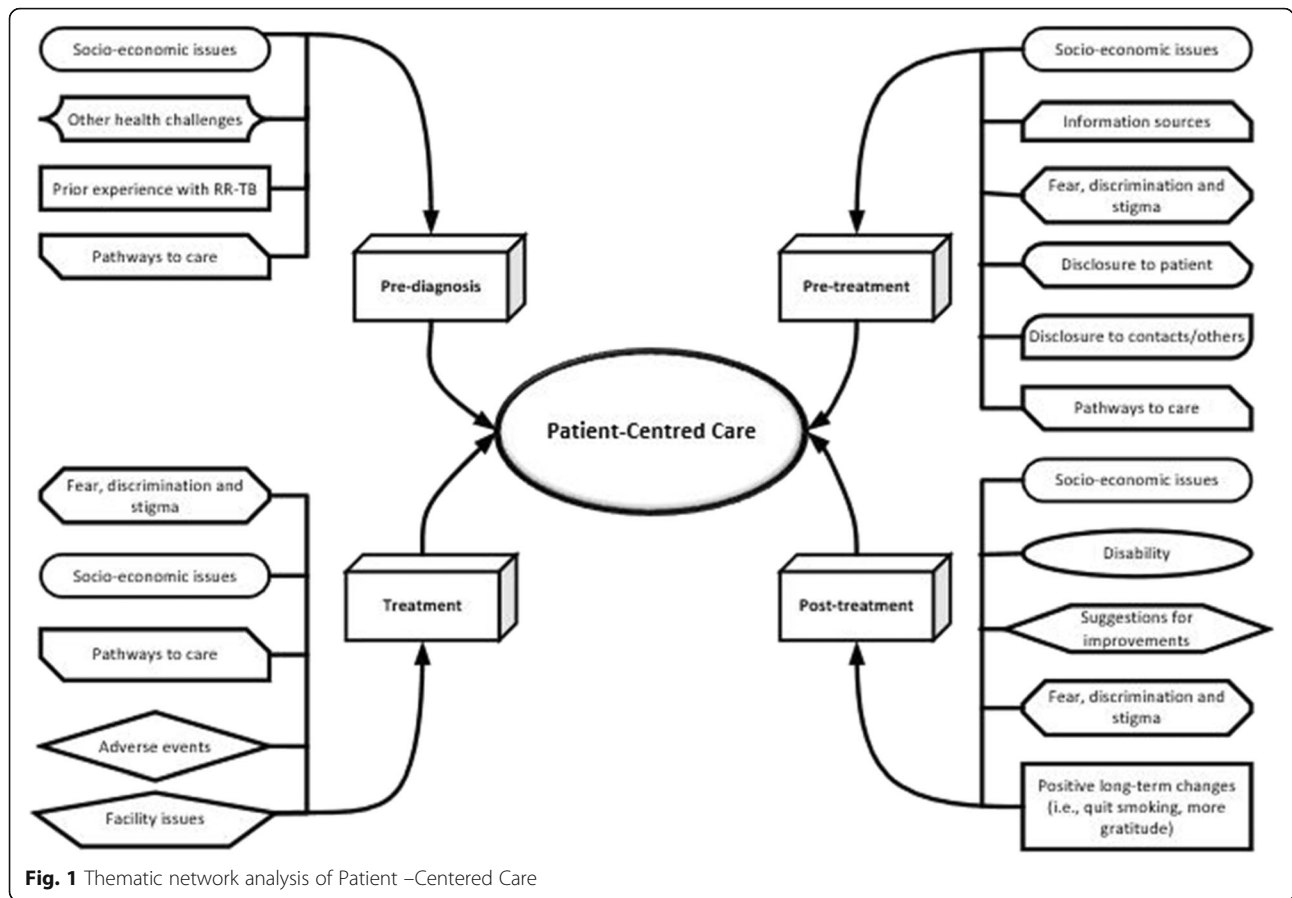 Socio-economic issues
Other health challenges
Prior experience with RR-TB
Pathways to care
Pre-diagnosis
Socio-economic issues
Information sources
Fear, discrimination and
stigma
Disclosure to patient
Disclosure to contacts/others
Pathways to care
Pre-treatment
Patient-Centred Care
Fear, discrimination and
stigma
Socio-economic issues
Pathways to care
Adverse events
Facility issues
Treatment
Socio-economic issues
Disability
Suggestions for
improvements
Fear, discrimination and
stigma
Positive long-term changes
(i.e., quit smoking, more
gratitude)
Post-treatment
Fig. 1 Thematic network analysis of Patient –Centered Care